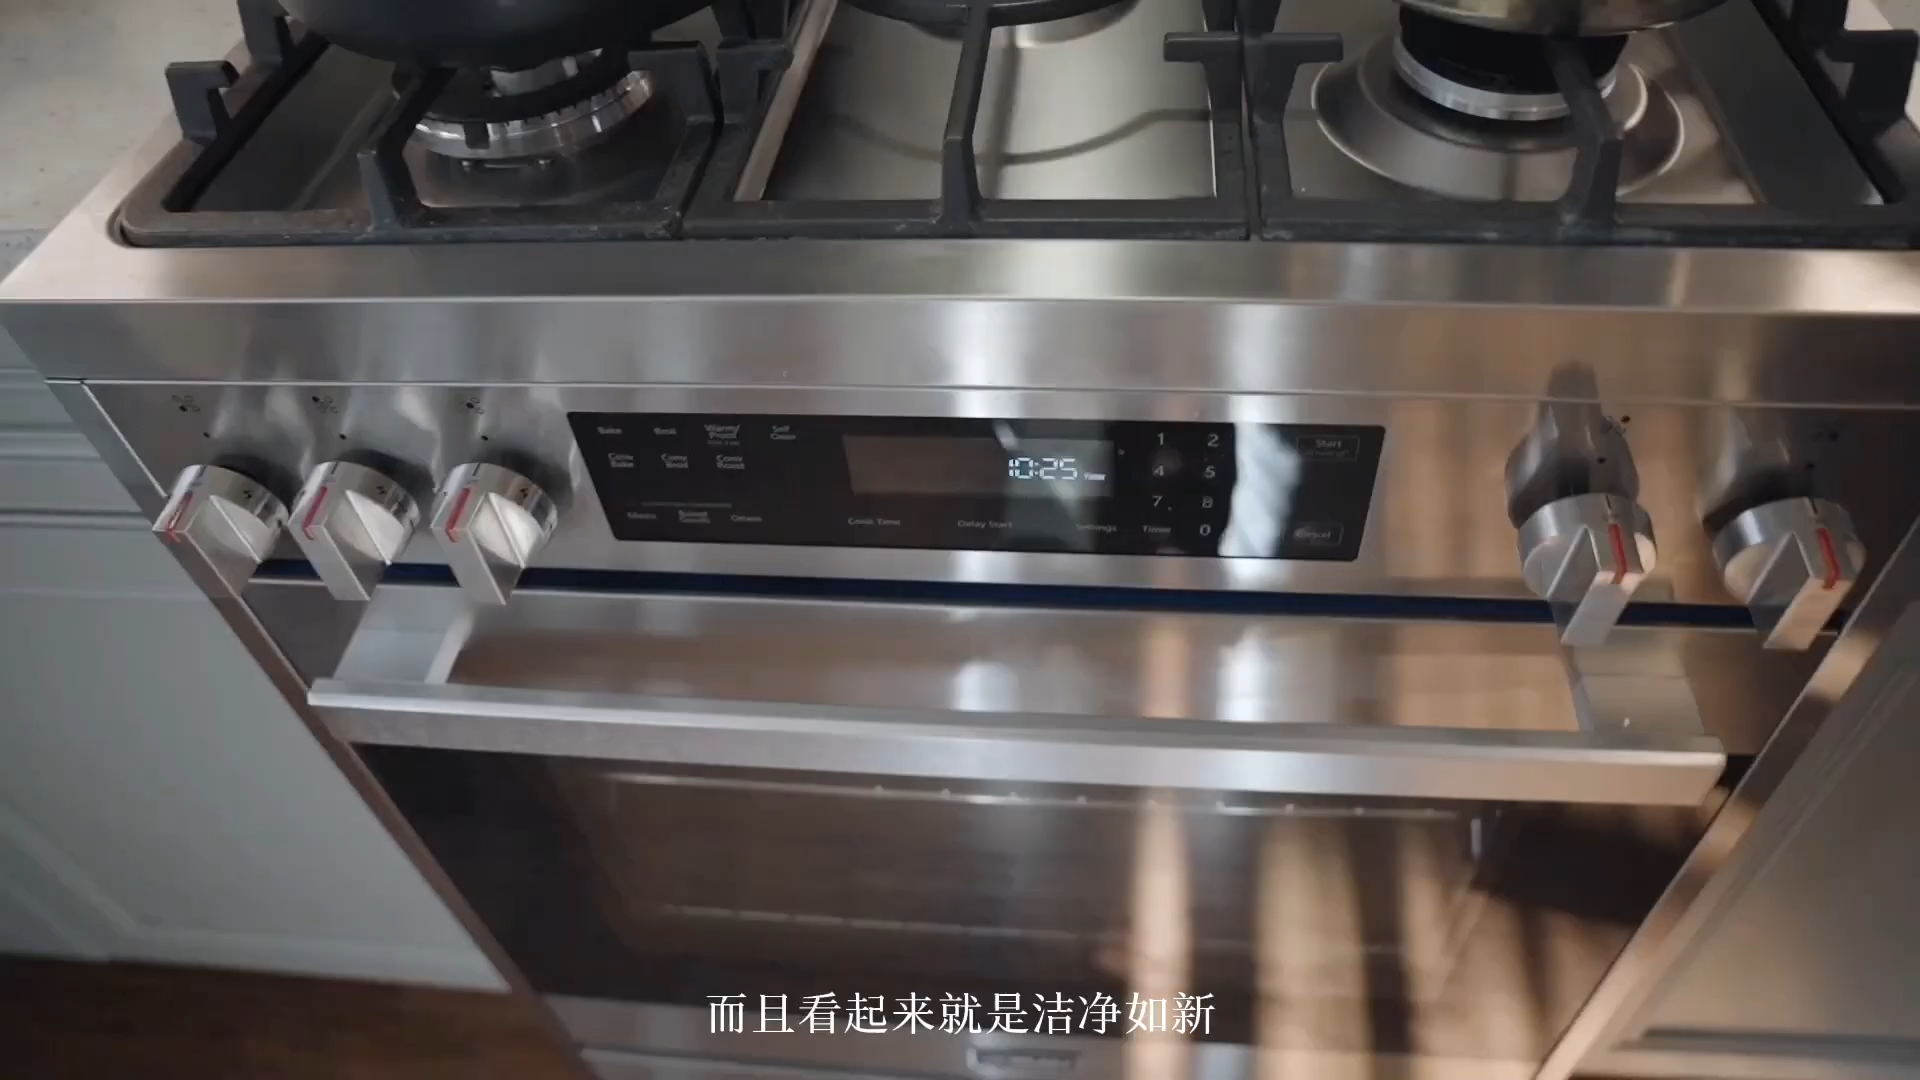 Bake
Broil
Warm/
Proof
Self
Clean
Conv
Bake
Conv
Broil
Conv
Roast
10:25
Timer
1 2
4 5
7 8
0
Start
Cook Time
Delay Start
Settings
Timer
Cancel
而且看起来就是洁净如新